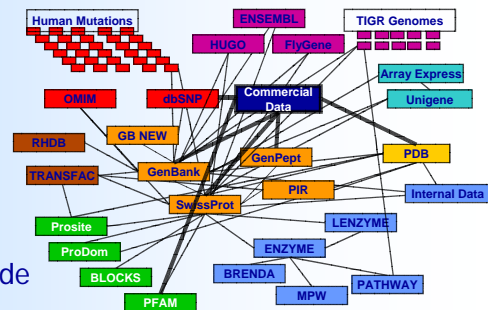 Human Mutations
ENSEMBL
TIGR Genomes
HUGO
FlyGene
Array Express
OMIM
dbSNP
Commercial
Data
Unigene
GB NEW
RHDB
GenPept
PDB
GenBank
TRANSFAC
PIR
Internal Data
SwissProt
Prosite
LENZYME
ProDom
ENZYME
de
BLOCKS
BRENDA
PATHWAY
PFAM
MPW